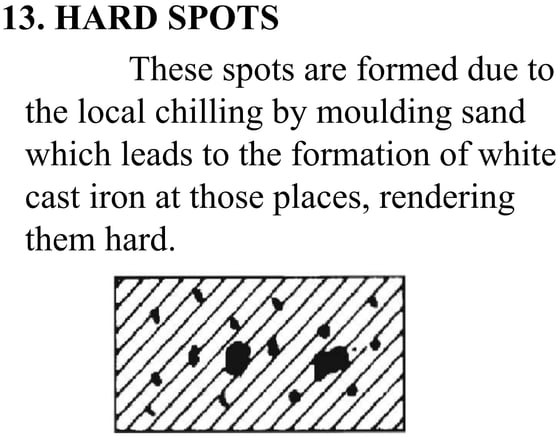 13. HARD SPOTS
These spots are formed due to
the local chilling by moulding sand
which leads to the formation of white
cast iron at those places, rendering
them hard.